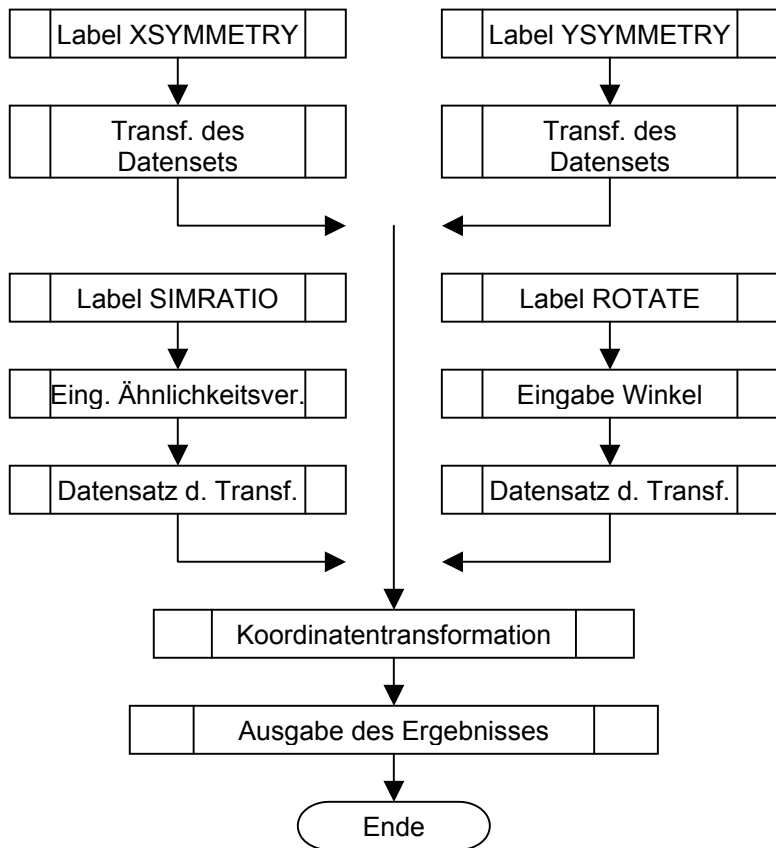 Label XSYMMETRY
Label YSYMMETRY
Transf. des
Datensets
Transf. des
Datensets
Label SIMRATIO
Label ROTATE
Eing. Ähnlichkeitsver.
Eingabe Winkel
Datensatz d. Transf.
Datensatz d. Transf.
Koordinatentransformation
Ausgabe des Ergebnisses
Ende